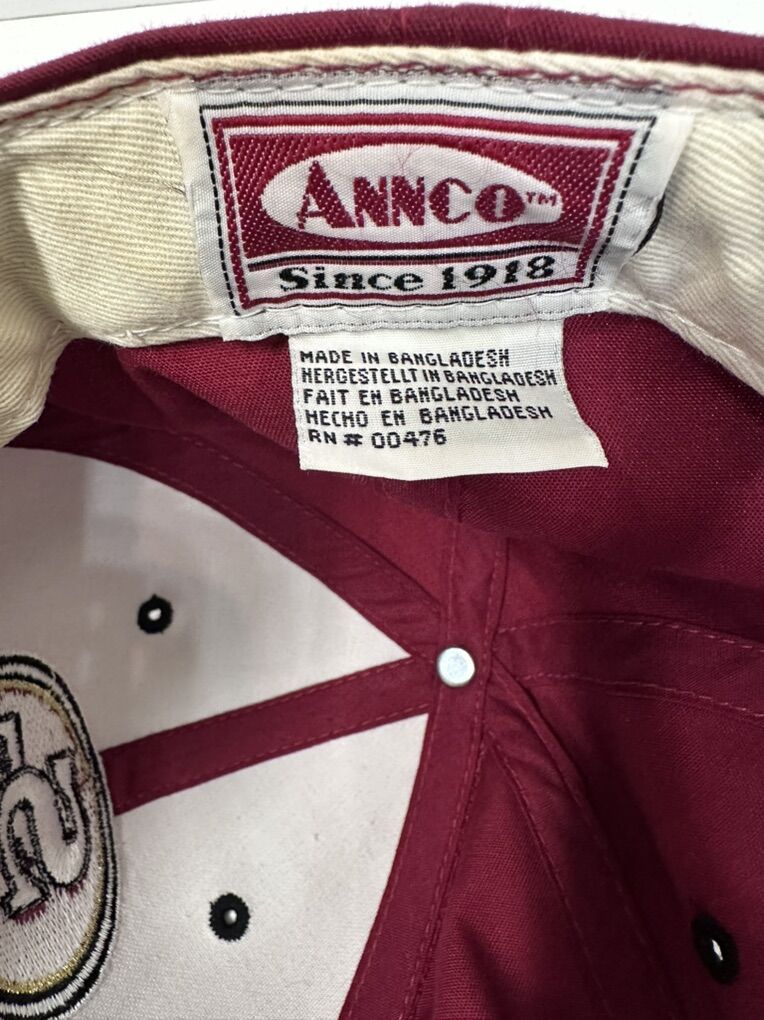 ANNCO™
Since 1918
MADE IN BANGLADESH
HERGESTELLT IN BANGLADESH
FAIT EN BANGLADESH
HECHO EN BANGLADESH
RN # 00476